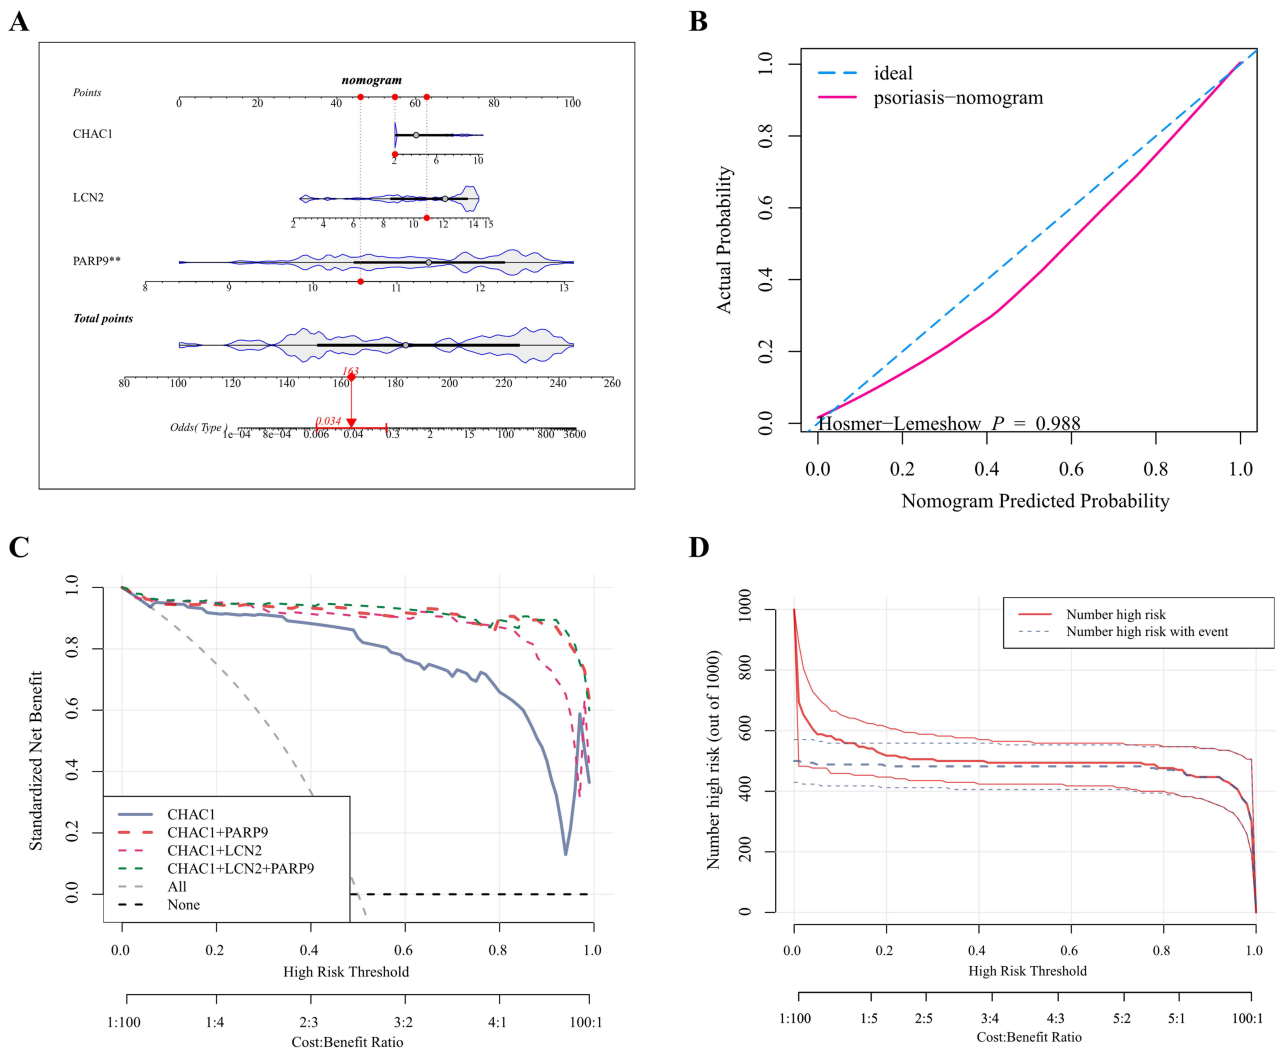 A
nomogram
Points
0 20 40 60 80 100
CHAC1
2 6 10
LCN2
2 4 6 8 10 12 14 15
PARP9**
8 9 10 11 12 13
Total points
163
80 100 120 140 160 180 200 220 240 260
0.034
Odds( Type )
1e−04 8e−04 0.006 0.04 0.3 2 15 100 800 3600
B
ideal
psoriasis−nomogram
Actual Probability
1.0
0.8
0.6
0.4
0.2
0.0
Hosmer−Lemeshow P = 0.988
0.0 0.2 0.4 0.6 0.8 1.0
Nomogram Predicted Probability
C
Standardized Net Benefit
1.0
0.8
0.6
0.4
0.2
0.0
CHAC1
CHAC1+PARP9
CHAC1+LCN2
CHAC1+LCN2+PARP9
All
None
0.0 0.2 0.4 0.6 0.8 1.0
High Risk Threshold
1:100 1:4 2:3 3:2 4:1 100:1
Cost:Benefit Ratio
D
Number high risk (out of 1000)
1000
800
600
400
200
0
Number high risk
Number high risk with event
0.0 0.2 0.4 0.6 0.8 1.0
High Risk Threshold
1:100 1:5 2:5 3:4 4:3 5:2 5:1 100:1
Cost:Benefit Ratio